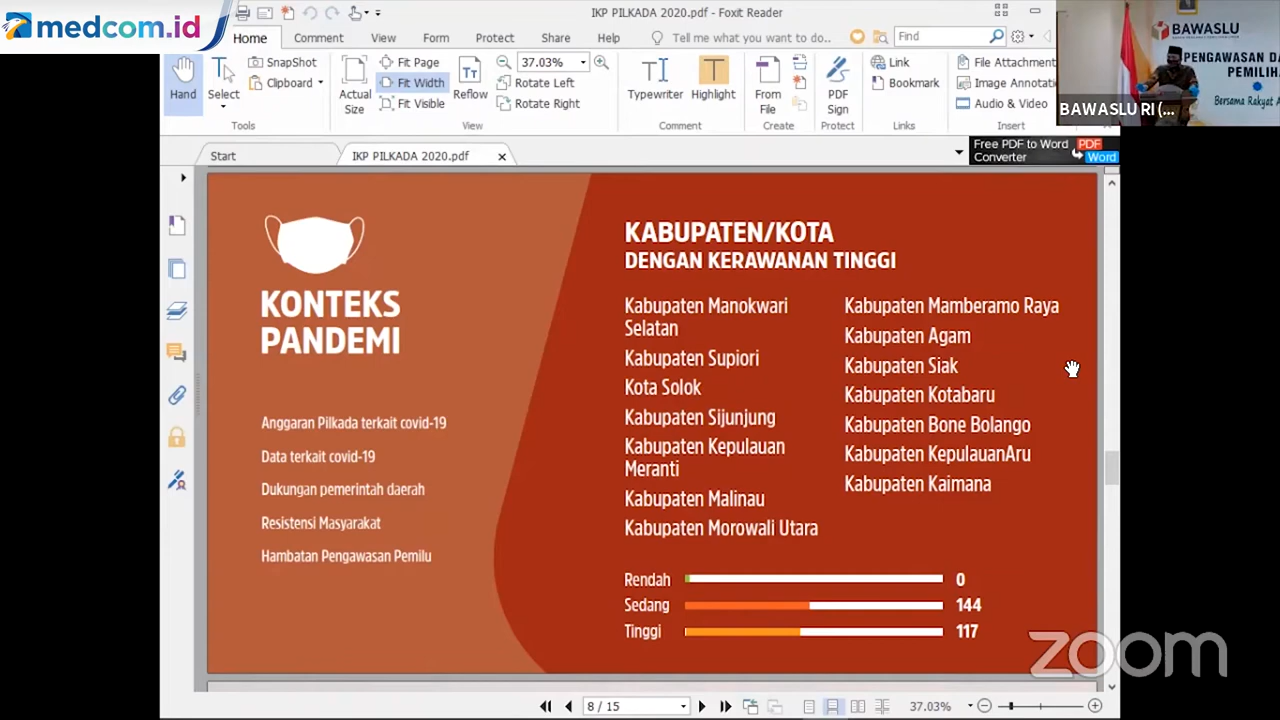 medcom.id
IKP PILKADA 2020.pdf - Foxit Reader
Home Comment View Form Protect Share Help Tell me what you want to do.. Find
Hand
Select
SnapShot
Clipboard
Tools
Actual Size
Fit Page
Fit Width
Fit Visible
Reflow
37.03%
Rotate Left
Rotate Right
View
Typewriter
Highlight
Comment
From File
Create
PDF Sign
Protect
Link
Bookmark
Links
File Attachment
Image Annotati
Audio & Video
Insert
BAWASLU
PENGAWASAN DA
PEMILIH
Bersama Rakyat A
BAWASLU RI (...
Start
IKP PILKADA 2020.pdf
Free PDF to Word
Converter
PDF
Word
KONTEKS
PANDEMI
Anggaran Pilkada terkait covid-19
Data terkait covid-19
Dukungan pemerintah daerah
Resistensi Masyarakat
Hambatan Pengawasan Pemilu
KABUPATEN/KOTA
DENGAN KERAWANAN TINGGI
Kabupaten Manokwari
Selatan
Kabupaten Supiori
Kota Solok
Kabupaten Sijunjung
Kabupaten Kepulauan
Meranti
Kabupaten Malinau
Kabupaten Morowali Utara
Kabupaten Mamberamo Raya
Kabupaten Agam
Kabupaten Siak
Kabupaten Kotabaru
Kabupaten Bone Bolango
Kabupaten KepulauanAru
Kabupaten Kaimana
Rendah 0
Sedang 144
Tinggi 117
zoom
8 / 15
37.03%